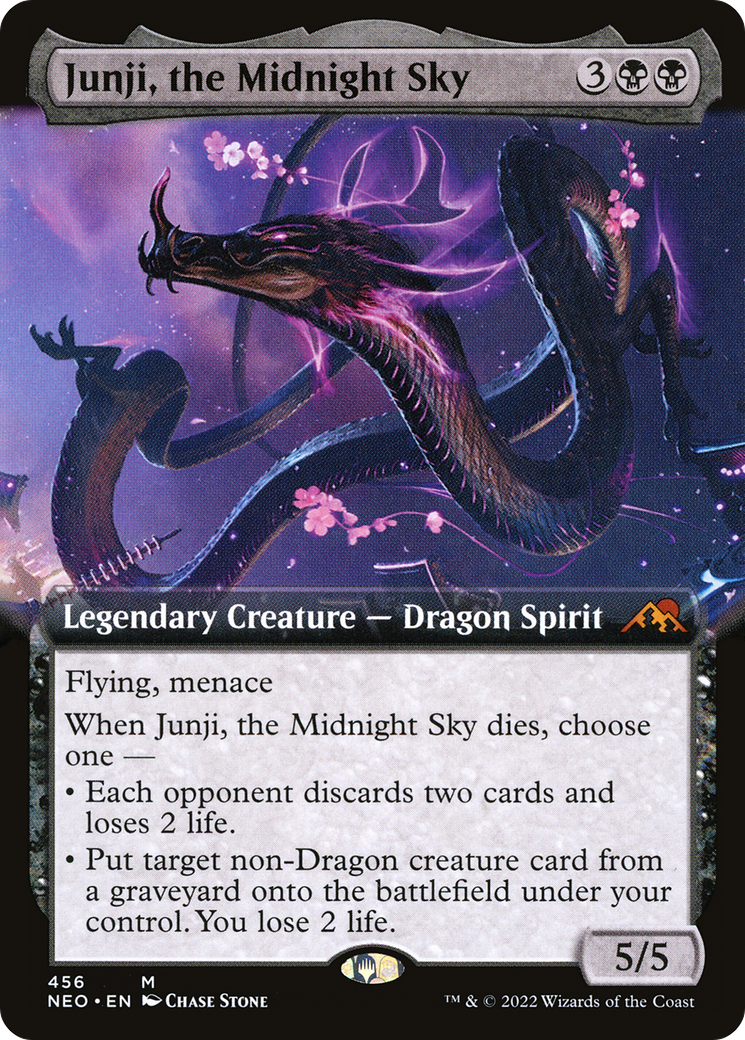 Junji, the Midnight Sky 3
Legendary Creature — Dragon Spirit
Flying, menace
When Junji, the Midnight Sky dies, choose
one —
• Each opponent discards two cards and
loses 2 life.
• Put target non-Dragon creature card from
a graveyard onto the battlefield under your
control. You lose 2 life.
5/5
456 M
NEO • EN Chase Stone
™ & © 2022 Wizards of the Coast